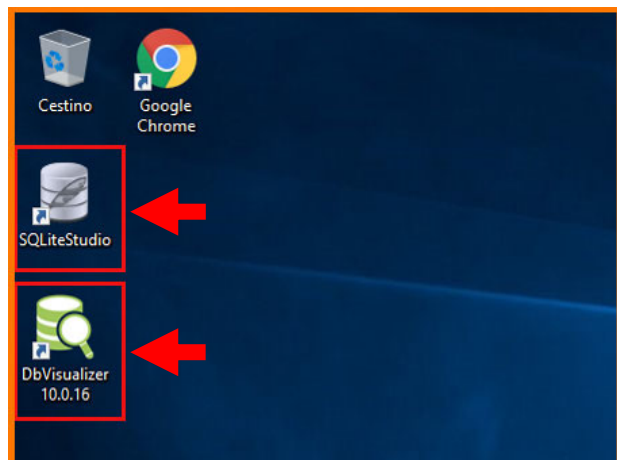 Cestino
Google
Chrome
SQLiteStudio
DbVisualizer
10.0.16